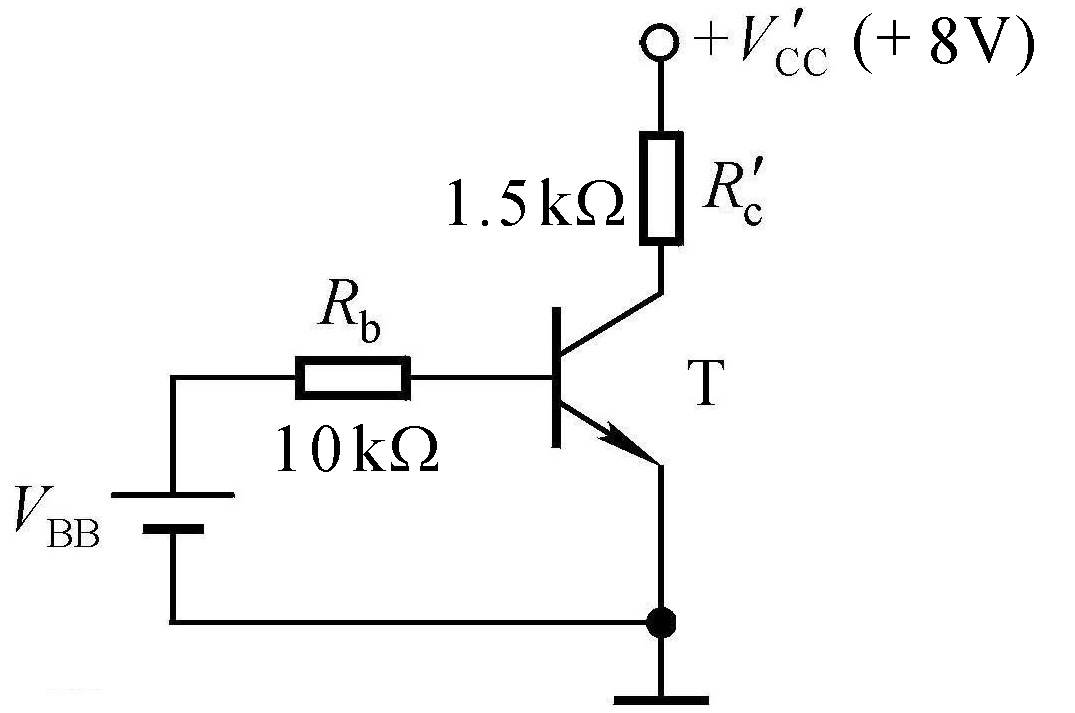 +V′CC (+8V)
1.5kΩ R′c
Rb
T
10kΩ
VBB